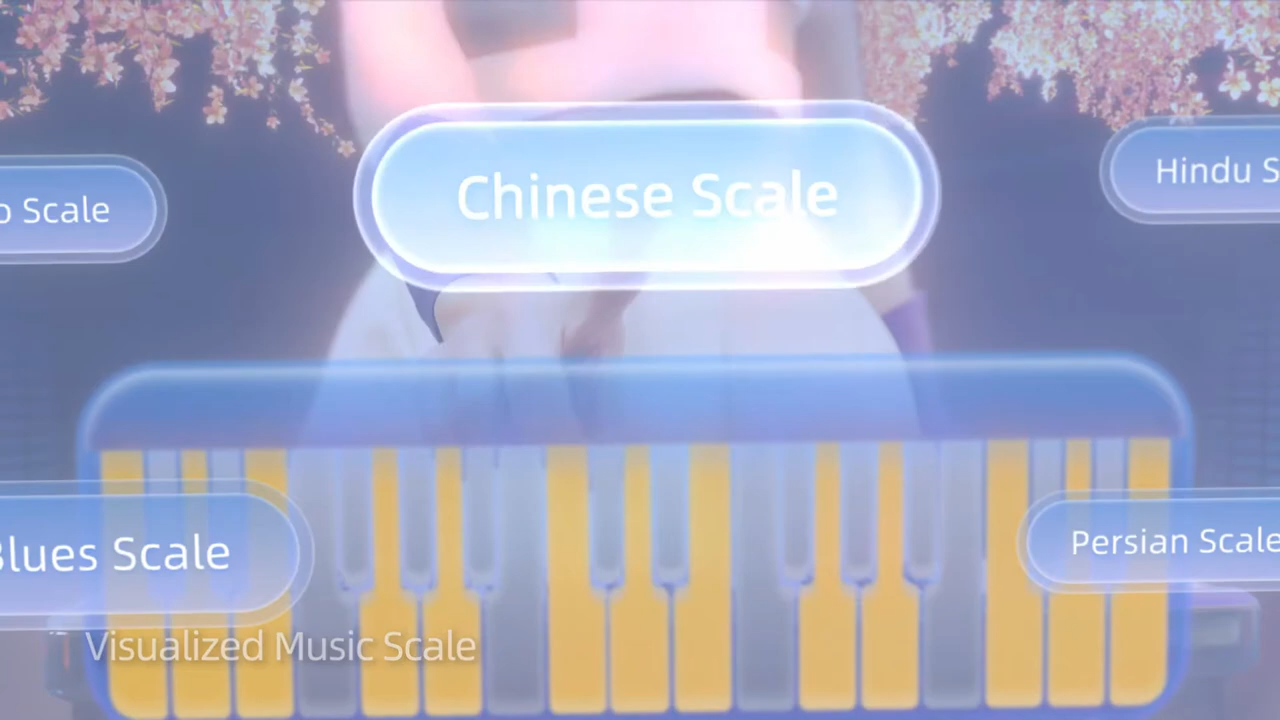 Chinese Scale
Hindu S
o Scale
Blues Scale
Persian Scale
Visualized Music Scale